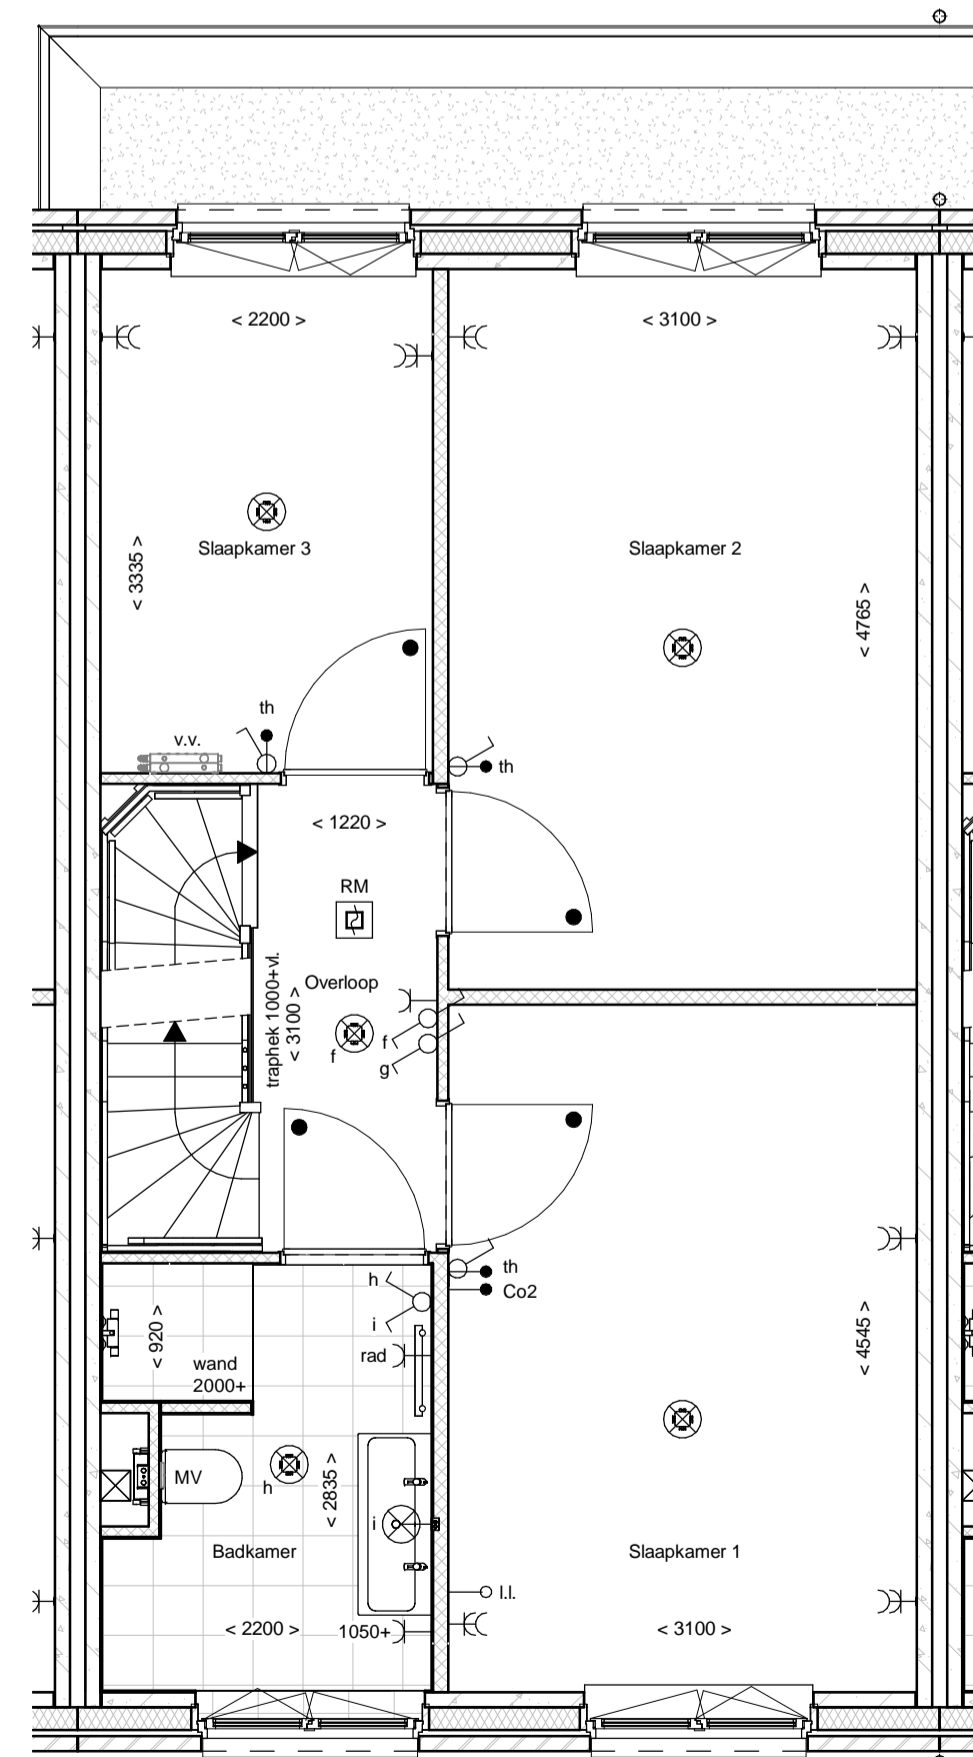 < 2200 >
< 3100 >
Slaapkamer 3
Slaapkamer 2
< 3335 >
< 4765 >
th
v.v.
th
< 1220 >
RM
Overloop
traphek 1000+vl.
< 3100 >
f
f
g
th
Co2
h
i
rad
< 920 >
wand
2000+
< 4545 >
MV
h
< 2835 >
i
Badkamer
Slaapkamer 1
l.l.
< 2200 >
1050+
< 3100 >